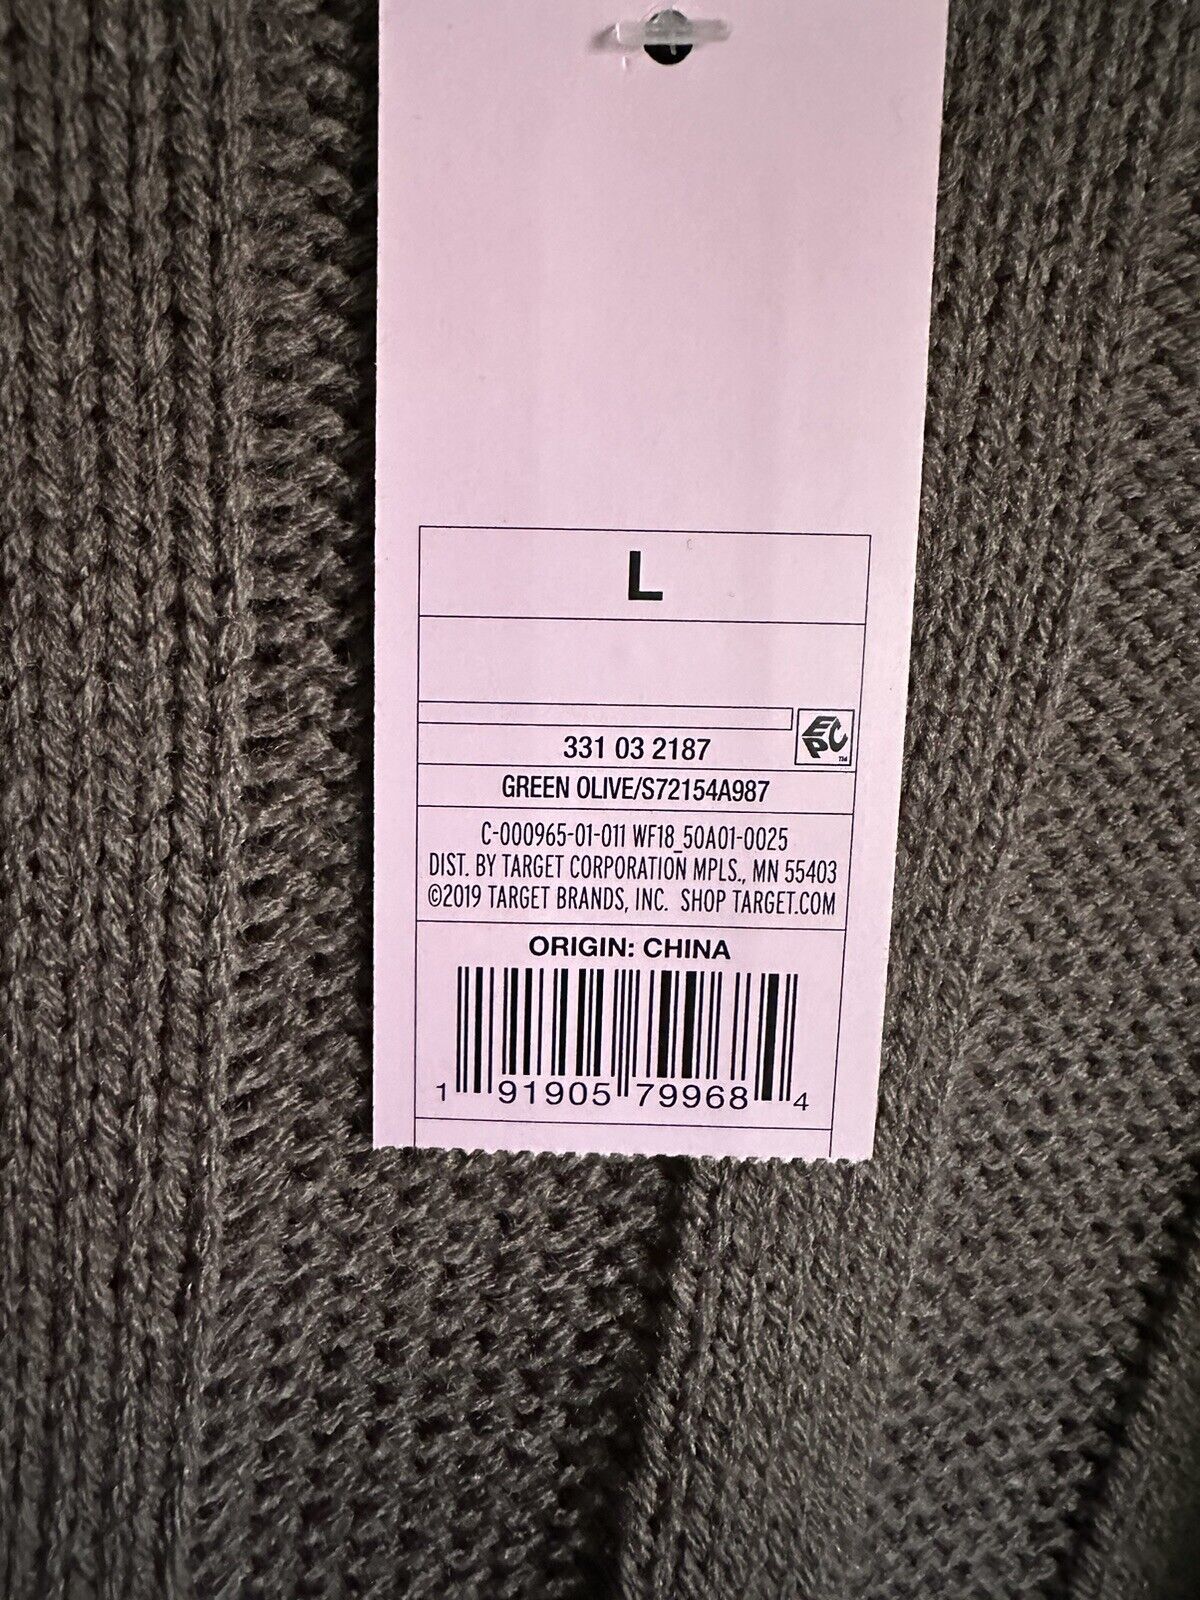 L
EPC™
331 03 2187
GREEN OLIVE/S72154A987
C-000965-01-011 WF18_50A01-0025
DIST. BY TARGET CORPORATION MPLS., MN 55403
©2019 TARGET BRANDS, INC. SHOP TARGET.COM
ORIGIN: CHINA
1 91905 79968 4